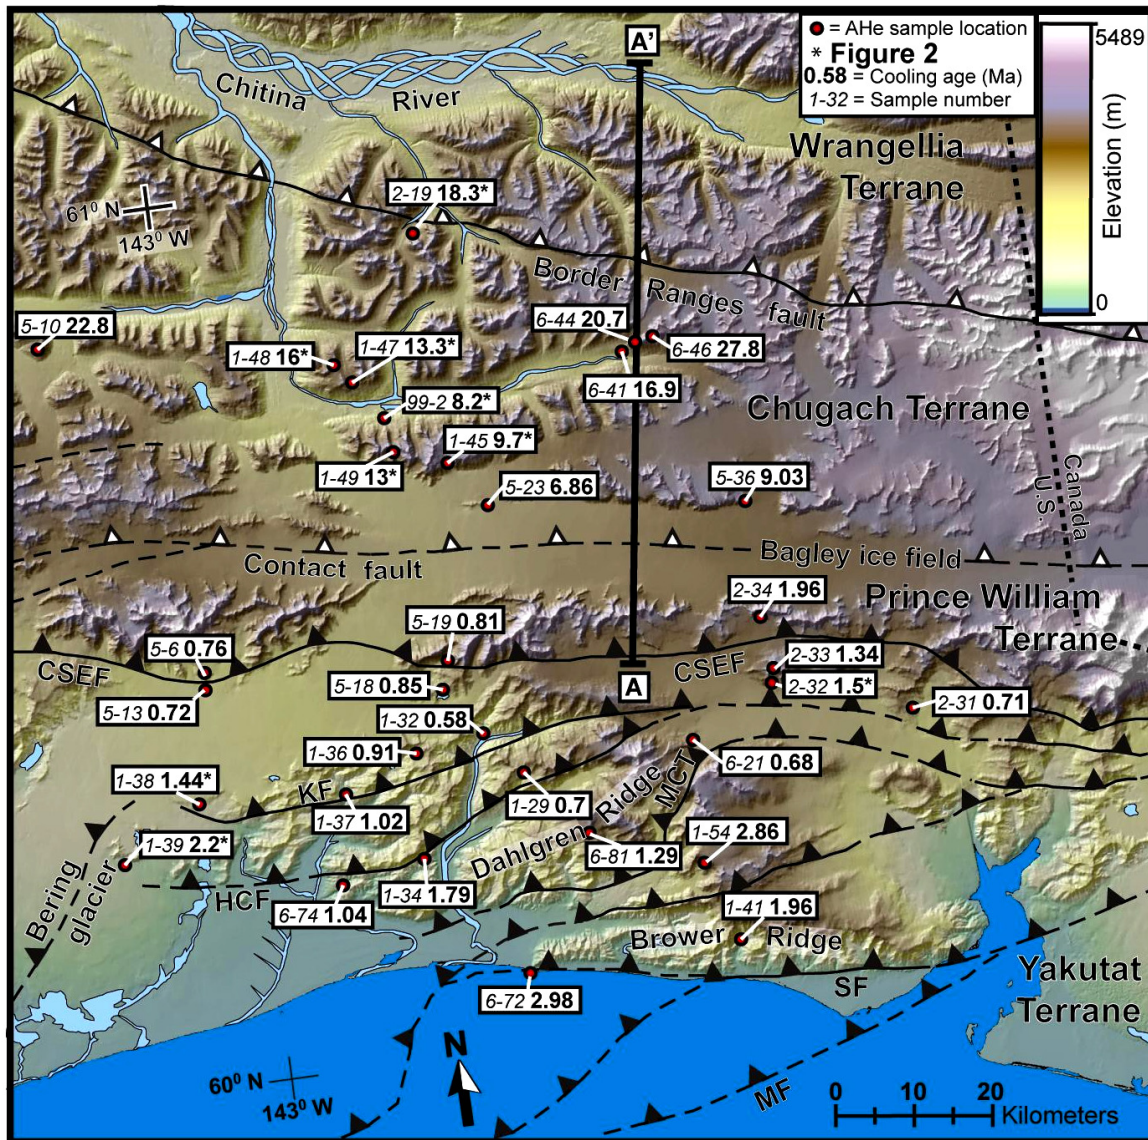 A'
= AHe sample location
* Figure 2
0.58 = Cooling age (Ma)
1-32 = Sample number
5489
Elevation (m)
0
Chitina River
Wrangellia
Terrane
2-19 18.3*
61⁰ N
143⁰ W
Border Ranges fault
5-10 22.8
1-48 16*
1-47 13.3*
6-44 20.7
6-46 27.8
6-41 16.9
99-2 8.2*
Chugach Terrane
1-45 9.7*
1-49 13*
5-23 6.86
5-36 9.03
Canada
U.S.
Contact fault
Bagley ice field
2-34 1.96
Prince William
Terrane
5-19 0.81
5-6 0.76
CSEF
CSEF
2-33 1.34
A
5-13 0.72
5-18 0.85
2-32 1.5*
2-31 0.71
1-32 0.58
1-36 0.91
6-21 0.68
1-38 1.44*
KF
1-37 1.02
1-29 0.7
Dahlgren Ridge
MCT
1-54 2.86
1-39 2.2*
6-81 1.29
Bering
glacier
HCF
1-34 1.79
6-74 1.04
1-41 1.96
Brower Ridge
SF
6-72 2.98
Yakutat
Terrane
N
60⁰ N
143⁰ W
MF
0 10 20
Kilometers